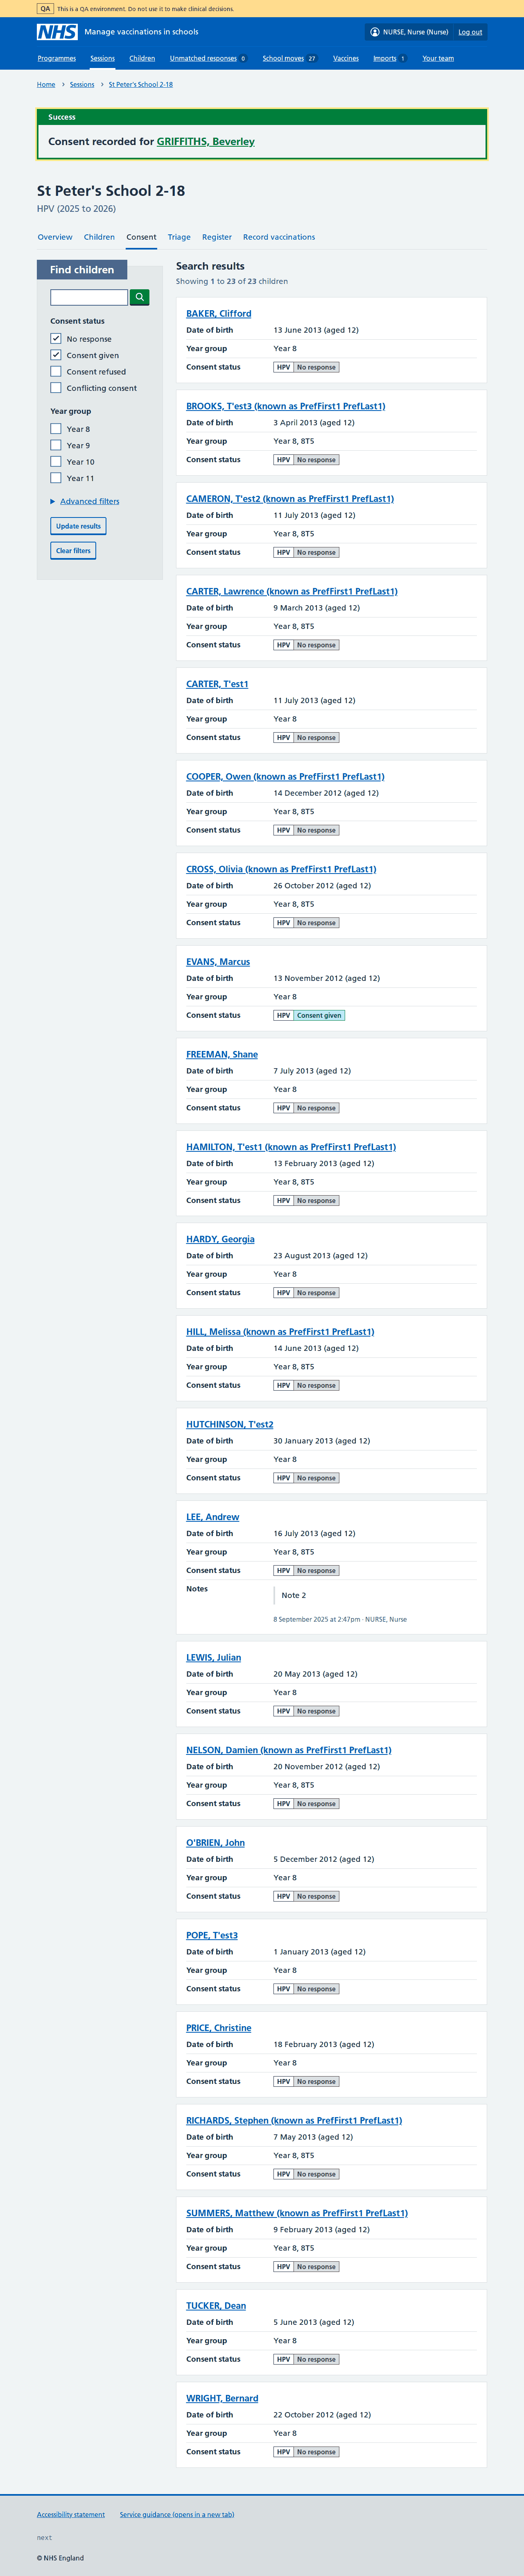 QA This is a QA environment. Do not use it to make clinical decisions.
NHS Manage vaccinations in schools
NURSE, Nurse (Nurse) Log out
Programmes Sessions Children Unmatched responses 0 School moves 27 Vaccines Imports 1 Your team
Home > Sessions > St Peter's School 2-18
Success
Consent recorded for GRIFFITHS, Beverley
St Peter's School 2-18
HPV (2025 to 2026)
Overview Children Consent Triage Register Record vaccinations
Find children
Consent status
No response
Consent given
Consent refused
Conflicting consent
Year group
Year 8
Year 9
Year 10
Year 11
Advanced filters
Update results
Clear filters
Search results
Showing 1 to 23 of 23 children
BAKER, Clifford
Date of birth 13 June 2013 (aged 12)
Year group Year 8
Consent status HPV No response
BROOKS, T'est3 (known as PrefFirst1 PrefLast1)
Date of birth 3 April 2013 (aged 12)
Year group Year 8, 8T5
Consent status HPV No response
CAMERON, T'est2 (known as PrefFirst1 PrefLast1)
Date of birth 11 July 2013 (aged 12)
Year group Year 8, 8T5
Consent status HPV No response
CARTER, Lawrence (known as PrefFirst1 PrefLast1)
Date of birth 9 March 2013 (aged 12)
Year group Year 8, 8T5
Consent status HPV No response
CARTER, T'est1
Date of birth 11 July 2013 (aged 12)
Year group Year 8
Consent status HPV No response
COOPER, Owen (known as PrefFirst1 PrefLast1)
Date of birth 14 December 2012 (aged 12)
Year group Year 8, 8T5
Consent status HPV No response
CROSS, Olivia (known as PrefFirst1 PrefLast1)
Date of birth 26 October 2012 (aged 12)
Year group Year 8, 8T5
Consent status HPV No response
EVANS, Marcus
Date of birth 13 November 2012 (aged 12)
Year group Year 8
Consent status HPV Consent given
FREEMAN, Shane
Date of birth 7 July 2013 (aged 12)
Year group Year 8
Consent status HPV No response
HAMILTON, T'est1 (known as PrefFirst1 PrefLast1)
Date of birth 13 February 2013 (aged 12)
Year group Year 8, 8T5
Consent status HPV No response
HARDY, Georgia
Date of birth 23 August 2013 (aged 12)
Year group Year 8
Consent status HPV No response
HILL, Melissa (known as PrefFirst1 PrefLast1)
Date of birth 14 June 2013 (aged 12)
Year group Year 8, 8T5
Consent status HPV No response
HUTCHINSON, T'est2
Date of birth 30 January 2013 (aged 12)
Year group Year 8
Consent status HPV No response
LEE, Andrew
Date of birth 16 July 2013 (aged 12)
Year group Year 8, 8T5
Consent status HPV No response
Notes Note 2
8 September 2025 at 2:47pm · NURSE, Nurse
LEWIS, Julian
Date of birth 20 May 2013 (aged 12)
Year group Year 8
Consent status HPV No response
NELSON, Damien (known as PrefFirst1 PrefLast1)
Date of birth 20 November 2012 (aged 12)
Year group Year 8, 8T5
Consent status HPV No response
O'BRIEN, John
Date of birth 5 December 2012 (aged 12)
Year group Year 8
Consent status HPV No response
POPE, T'est3
Date of birth 1 January 2013 (aged 12)
Year group Year 8
Consent status HPV No response
PRICE, Christine
Date of birth 18 February 2013 (aged 12)
Year group Year 8
Consent status HPV No response
RICHARDS, Stephen (known as PrefFirst1 PrefLast1)
Date of birth 7 May 2013 (aged 12)
Year group Year 8, 8T5
Consent status HPV No response
SUMMERS, Matthew (known as PrefFirst1 PrefLast1)
Date of birth 9 February 2013 (aged 12)
Year group Year 8, 8T5
Consent status HPV No response
TUCKER, Dean
Date of birth 5 June 2013 (aged 12)
Year group Year 8
Consent status HPV No response
WRIGHT, Bernard
Date of birth 22 October 2012 (aged 12)
Year group Year 8
Consent status HPV No response
Accessibility statement Service guidance (opens in a new tab)
next
© NHS England